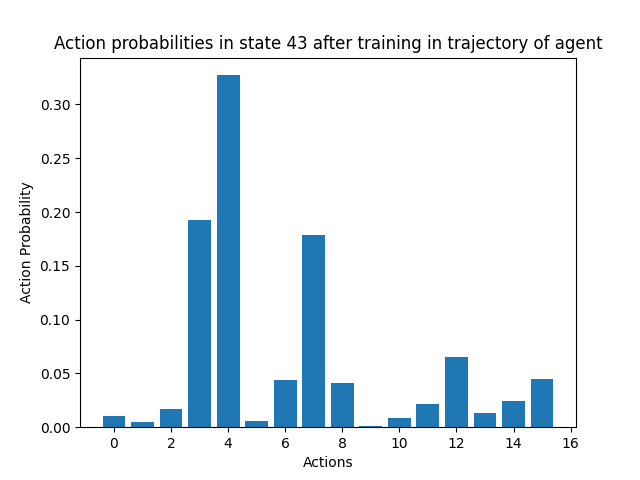 Action probabilities in state 43 after training in trajectory of agent
0.30
0.25
0.20
0.15
0.10
0.05
0.00
Action Probability
0 2 4 6 8 10 12 14 16
Actions